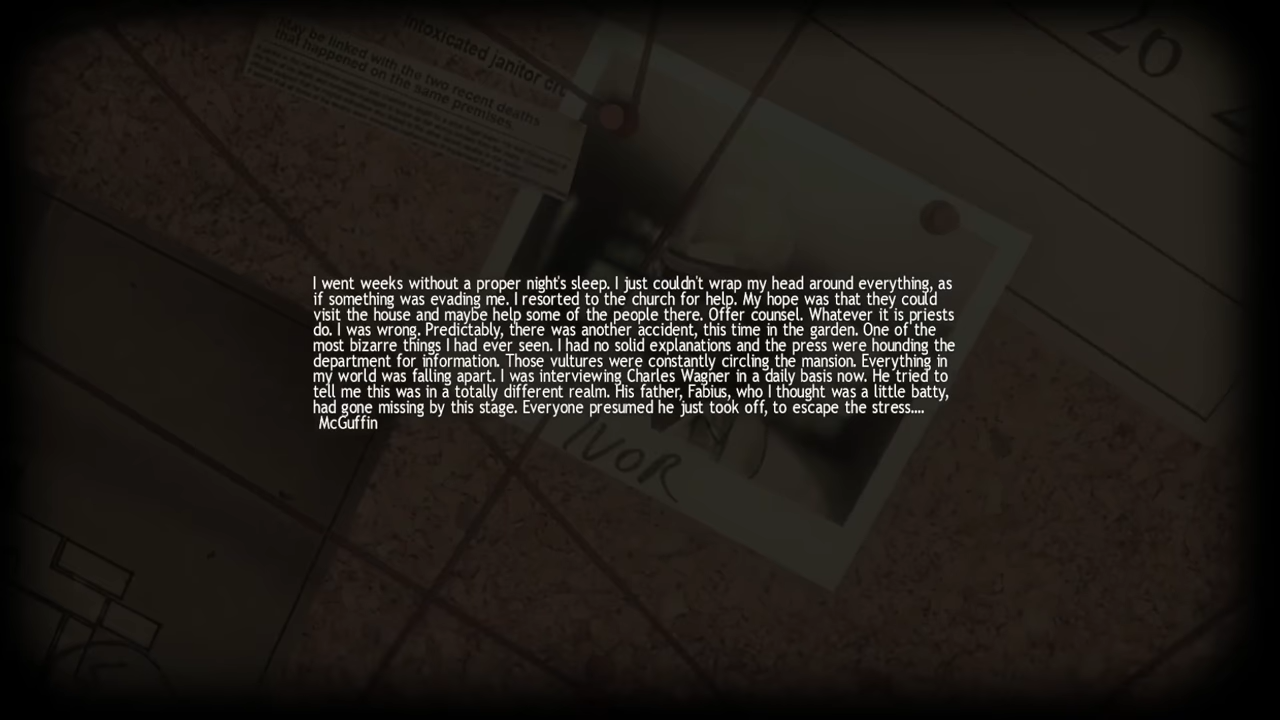 Intoxicated janitor
May be linked with the two recent deaths
that happened on the same premises
20
I went weeks without a proper night's sleep. I just couldn't wrap my head around everything, as
if something was evading me. I resorted to the church for help. My hope was that they could
visit the house and maybe help some of the people there. Offer counsel. Whatever it is priests
do. I was wrong. Predictably, there was another accident, this time in the garden. One of the
most bizarre things I had ever seen. I had no solid explanations and the press were hounding the
department for information. Those vultures were constantly circling the mansion. Everything in
my world was falling apart. I was interviewing Charles Wagner in a daily basis now. He tried to
tell me this was in a totally different realm. His father, Fabius, who I thought was a little batty,
had gone missing by this stage. Everyone presumed he just took off, to escape the stress....
McGuffin
IVOR